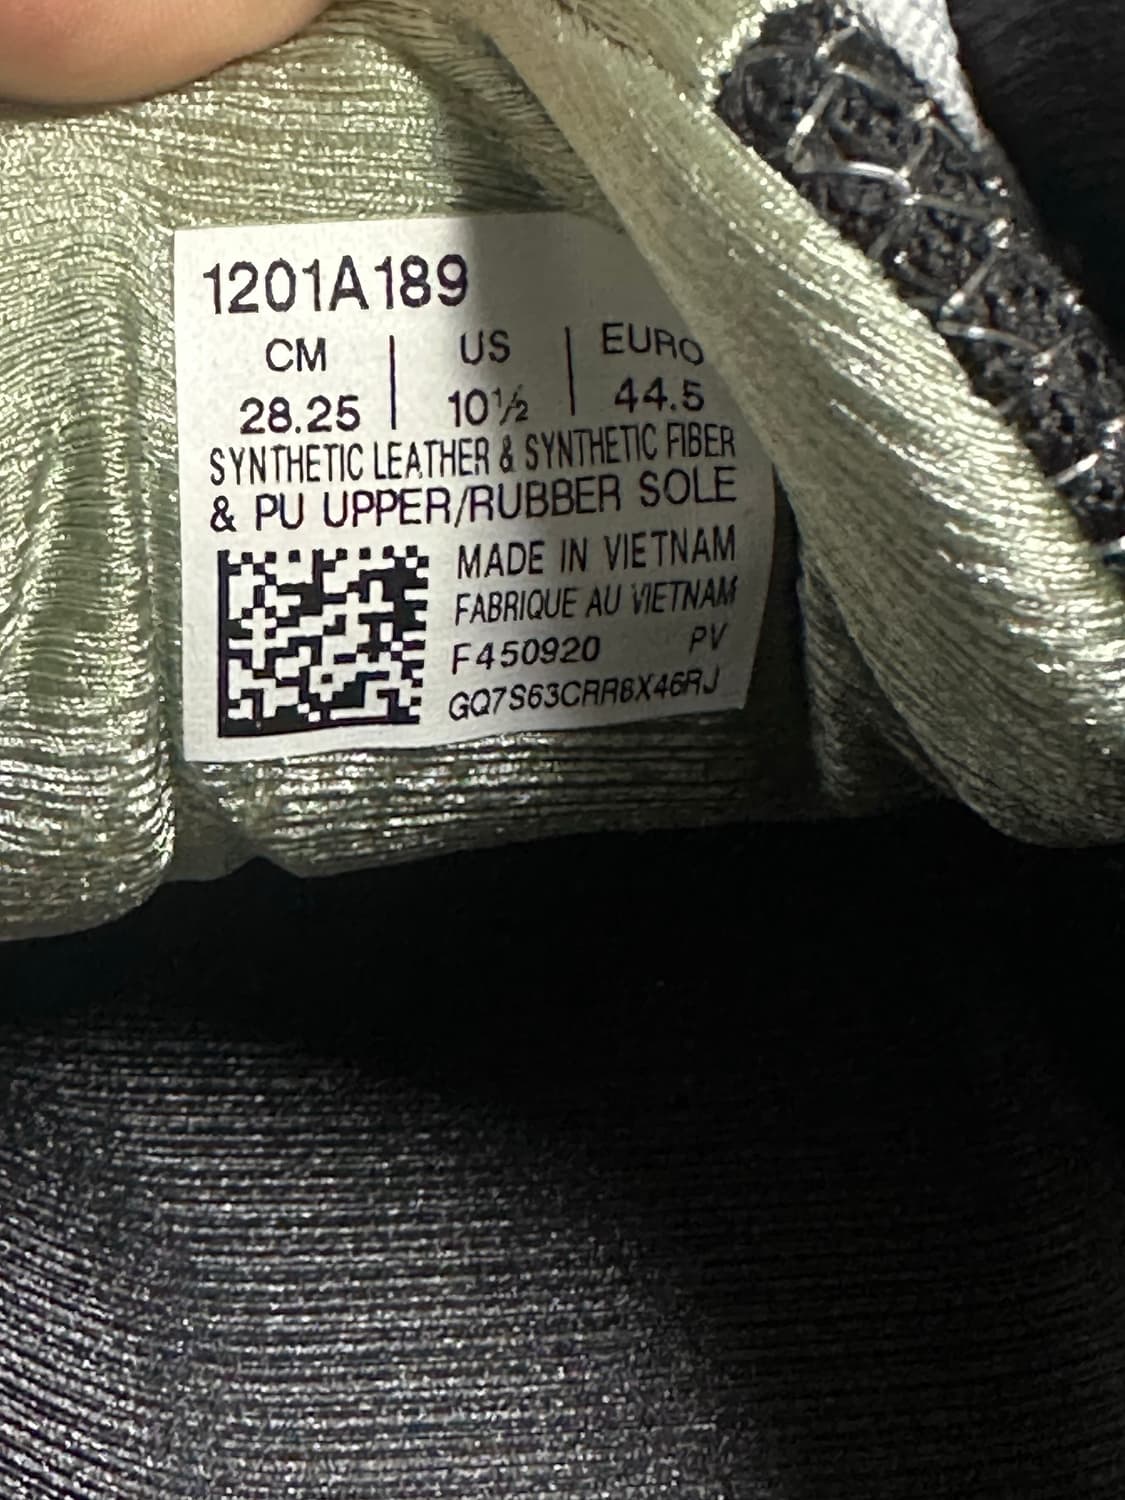 1201A189
CM | US | EURO
28.25 | 10½ | 44.5
SYNTHETIC LEATHER & SYNTHETIC FIBER
& PU UPPER/RUBBER SOLE
MADE IN VIETNAM
FABRIQUE AU VIETNAM
F450920 PV
GQ7S63CRR8X46RJ